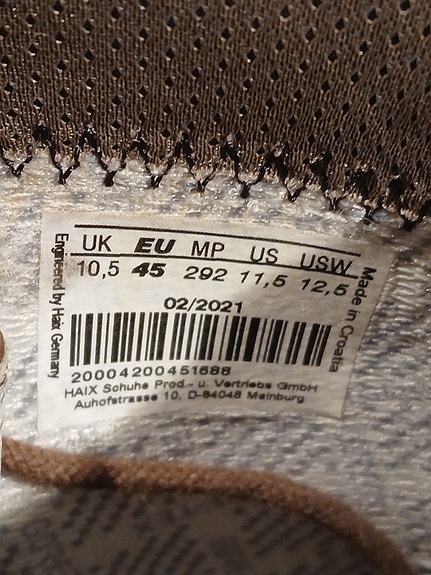 UK EU MP US USW
10,5 45 292 11,5 12,5
02/2021
20004200451688
HAIX Schuhe Prod.- u. Vertriebs GmbH
Auhofstrasse 10, D-84048 Mainburg
Engineered by Haix Germany
Made in Croatia